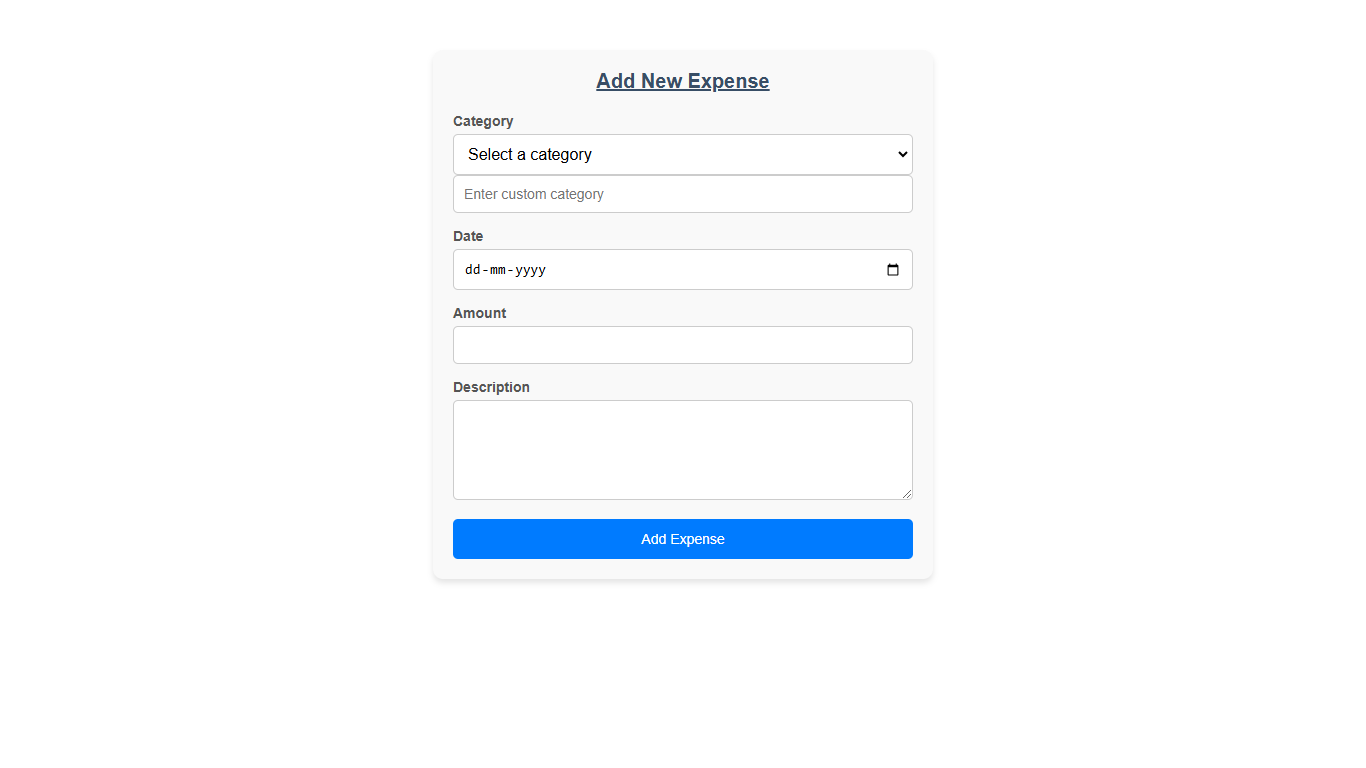 Add New Expense
Category
Select a category
Enter custom category
Date
dd-mm-yyyy
Amount
Description
Add Expense